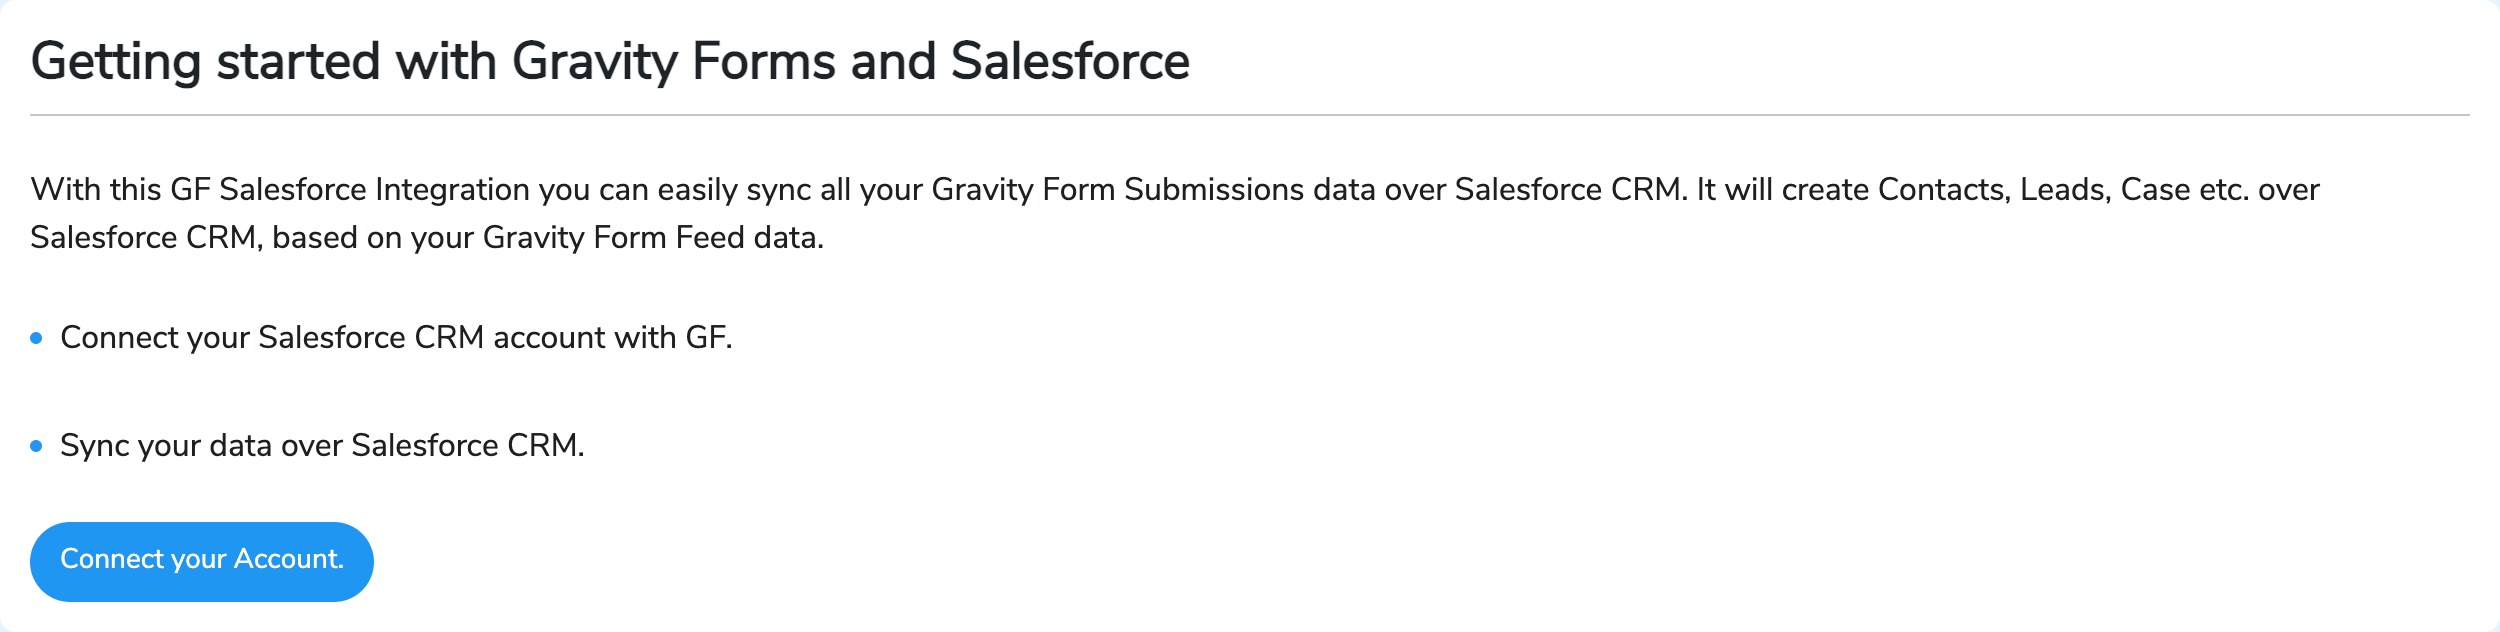 Getting started with Gravity Forms and Salesforce
With this GF Salesforce Integration you can easily sync all your Gravity Form Submissions data over Salesforce CRM. It will create Contacts, Leads, Case etc. over
Salesforce CRM, based on your Gravity Form Feed data.
Connect your Salesforce CRM account with GF.
Sync your data over Salesforce CRM.
Connect your Account.